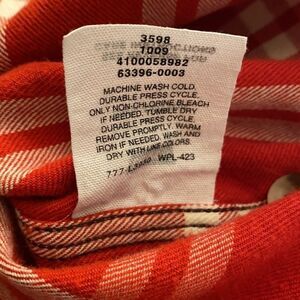 3598
1009
4100058982
63396-0003
MACHINE WASH COLD.
DURABLE PRESS CYCLE.
ONLY NON-CHLORINE BLEACH
IF NEEDED. TUMBLE DRY
DURABLE PRESS CYCLE.
REMOVE PROMPTLY. WARM
IRON IF NEEDED. WASH AND
DRY WITH LIKE COLORS.
WPL-423